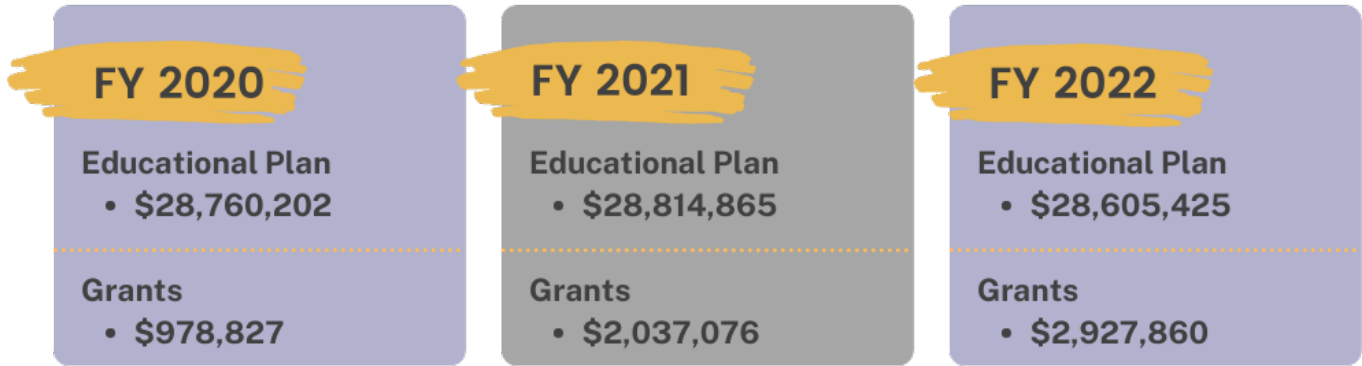 FY 2020
Educational Plan
• $28,760,202
Grants
• $978,827
FY 2021
Educational Plan
• $28,814,865
Grants
• $2,037,076
FY 2022
Educational Plan
• $28,605,425
Grants
• $2,927,860